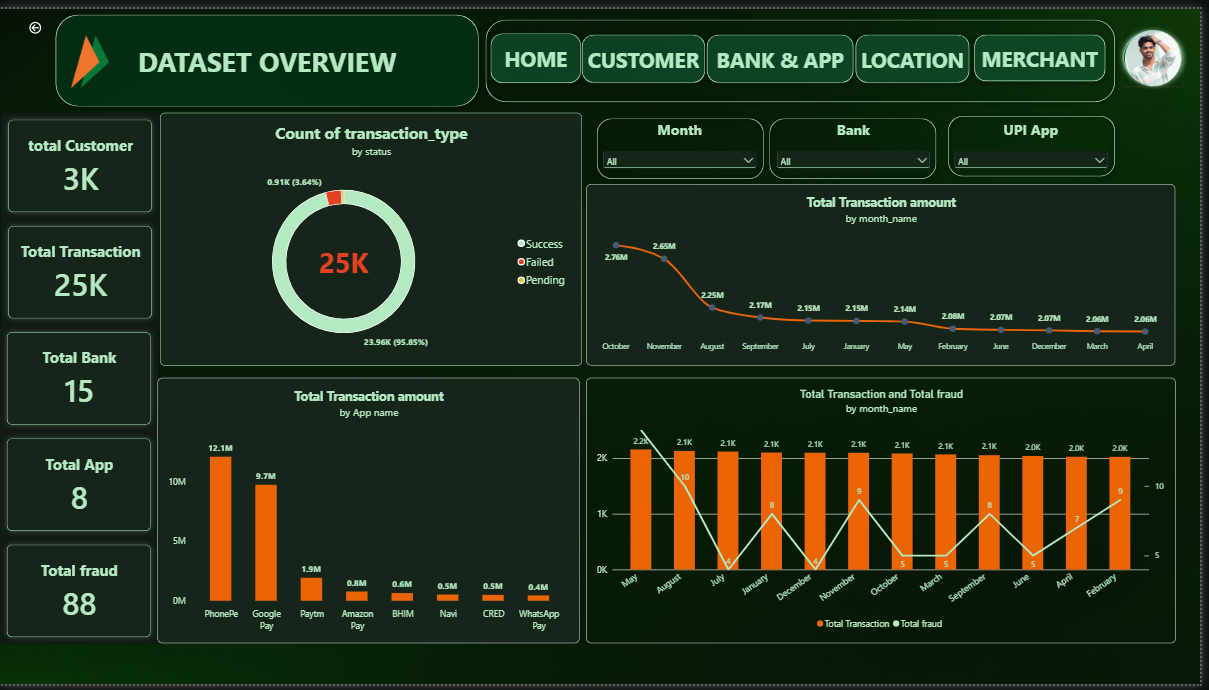 DATASET OVERVIEW
HOME
CUSTOMER
BANK & APP
LOCATION
MERCHANT
total Customer
3K
Total Transaction
25K
Total Bank
15
Total App
8
Total fraud
88
Count of transaction_type
by status
0.91K (3.64%)
25K
23.96K (95.85%)
Success
Failed
Pending
Month
All
Bank
All
UPI App
All
Total Transaction amount
by month_name
2.76M 2.65M 2.25M 2.17M 2.15M 2.15M 2.14M 2.08M 2.07M 2.07M 2.06M 2.06M
October November August September July January May February June December March April
Total Transaction amount
by App name
10M
5M
0M
12.1M 9.7M 1.9M 0.8M 0.6M 0.5M 0.5M 0.4M
PhonePe Google Pay Paytm Amazon Pay BHIM Navi CRED WhatsApp Pay
Total Transaction and Total fraud
by month_name
2.2K 2.1K 2.1K 2.1K 2.1K 2.1K 2.1K 2.1K 2.1K 2.0K 2.0K 2.0K
2K
1K
0K
10 4 8 4 9 5 5 8 5 7 9
10
5
May August July January December November October March September June April February
Total Transaction Total fraud